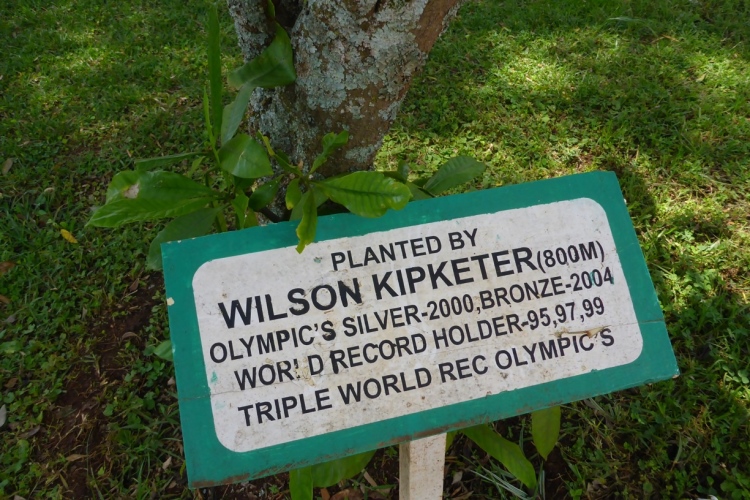 PLANTED BY
WILSON KIPKETER(800M)
OLYMPIC'S SILVER-2000,BRONZE-2004
WORLD RECORD HOLDER-95,97,99
TRIPLE WORLD REC OLYMPIC'S